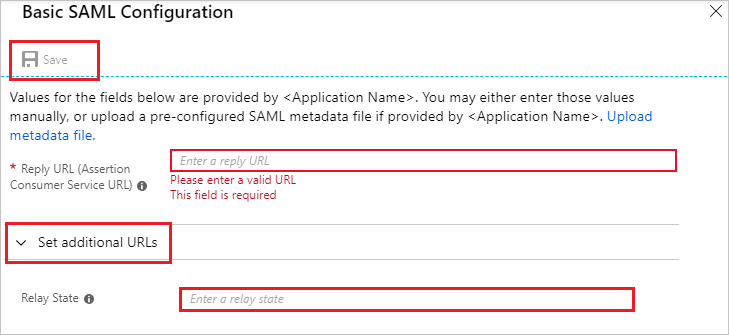 Basic SAML Configuration
Save
Values for the fields below are provided by <Application Name>. You may either enter those values
manually, or upload a pre-configured SAML metadata file if provided by <Application Name>. Upload
metadata file.
* Reply URL (Assertion
Consumer Service URL)
Enter a reply URL
Please enter a valid URL
This field is required
Set additional URLs
Relay State
Enter a relay state